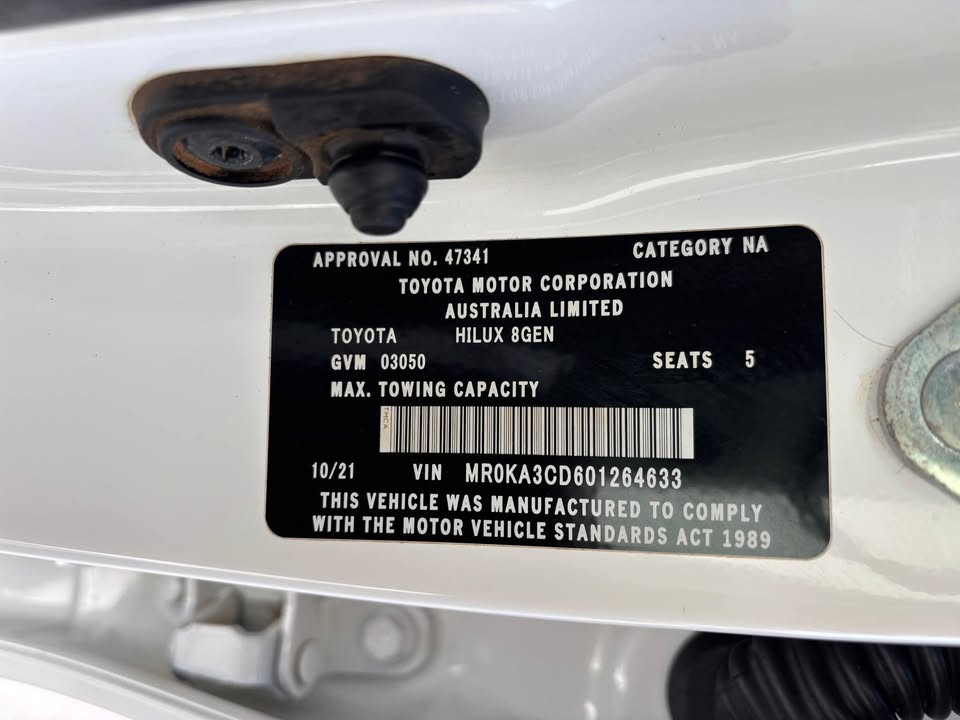 APPROVAL NO. 47341 CATEGORY NA
TOYOTA MOTOR CORPORATION
AUSTRALIA LIMITED
TOYOTA HILUX 8GEN
GVM 03050 SEATS 5
MAX. TOWING CAPACITY
THCA
10/21 VIN MR0KA3CD601264633
THIS VEHICLE WAS MANUFACTURED TO COMPLY
WITH THE MOTOR VEHICLE STANDARDS ACT 1989